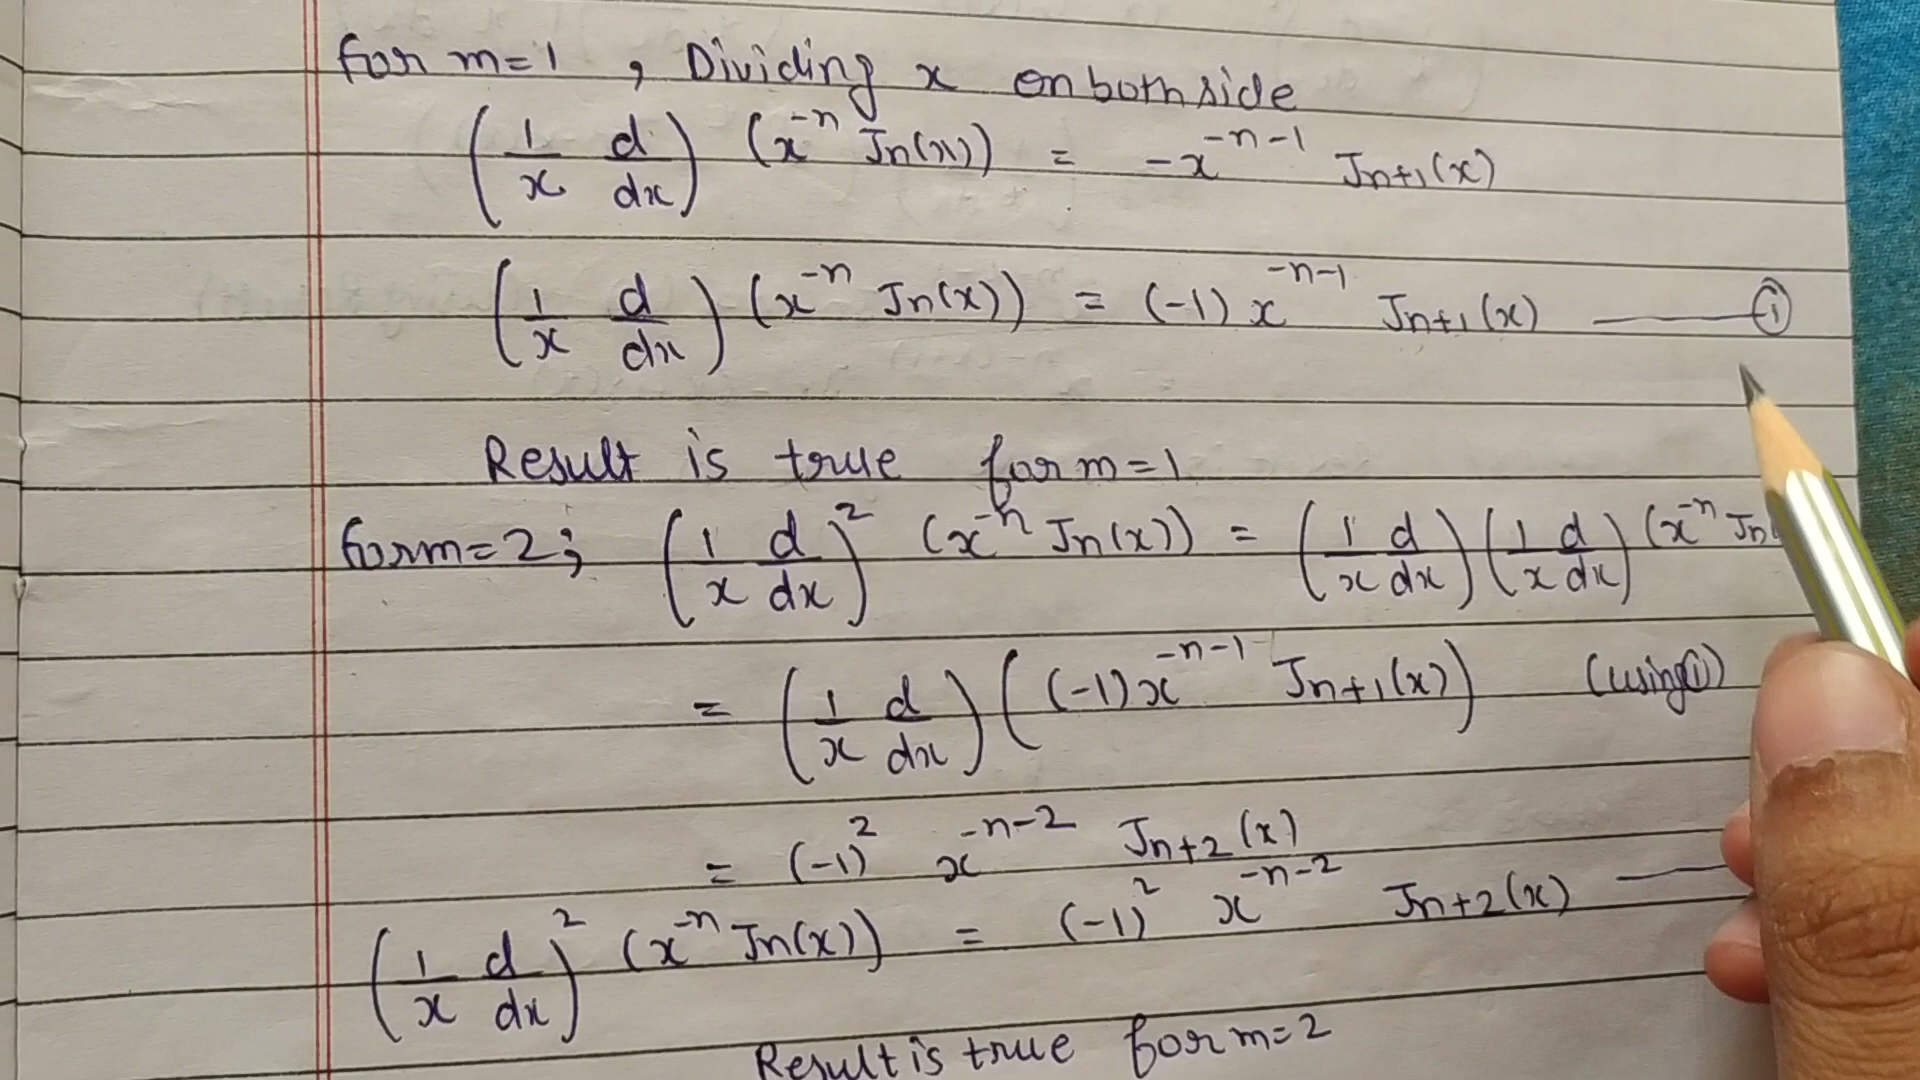 for m=1 , Dividing x on both side
(1/x d/dx) (x^-n Jn(x)) = -x^-n-1 Jn+1(x)
(1/x d/dx) (x^-n Jn(x)) = (-1) x^-n-1 Jn+1(x) —— ①
Result is true for m=1
for m=2; (1/x d/dx)^2 (x^-n Jn(x)) = (1/x d/dx) (1/x d/dx) (x^-n Jn
= (1/x d/dx) ((-1)x^-n-1 Jn+1(x)) (using ①)
= (-1)^2 x^-n-2 Jn+2(x)
(1/x d/dx)^2 (x^-n Jn(x)) = (-1)^2 x^-n-2 Jn+2(x) ——
Result is true for m=2